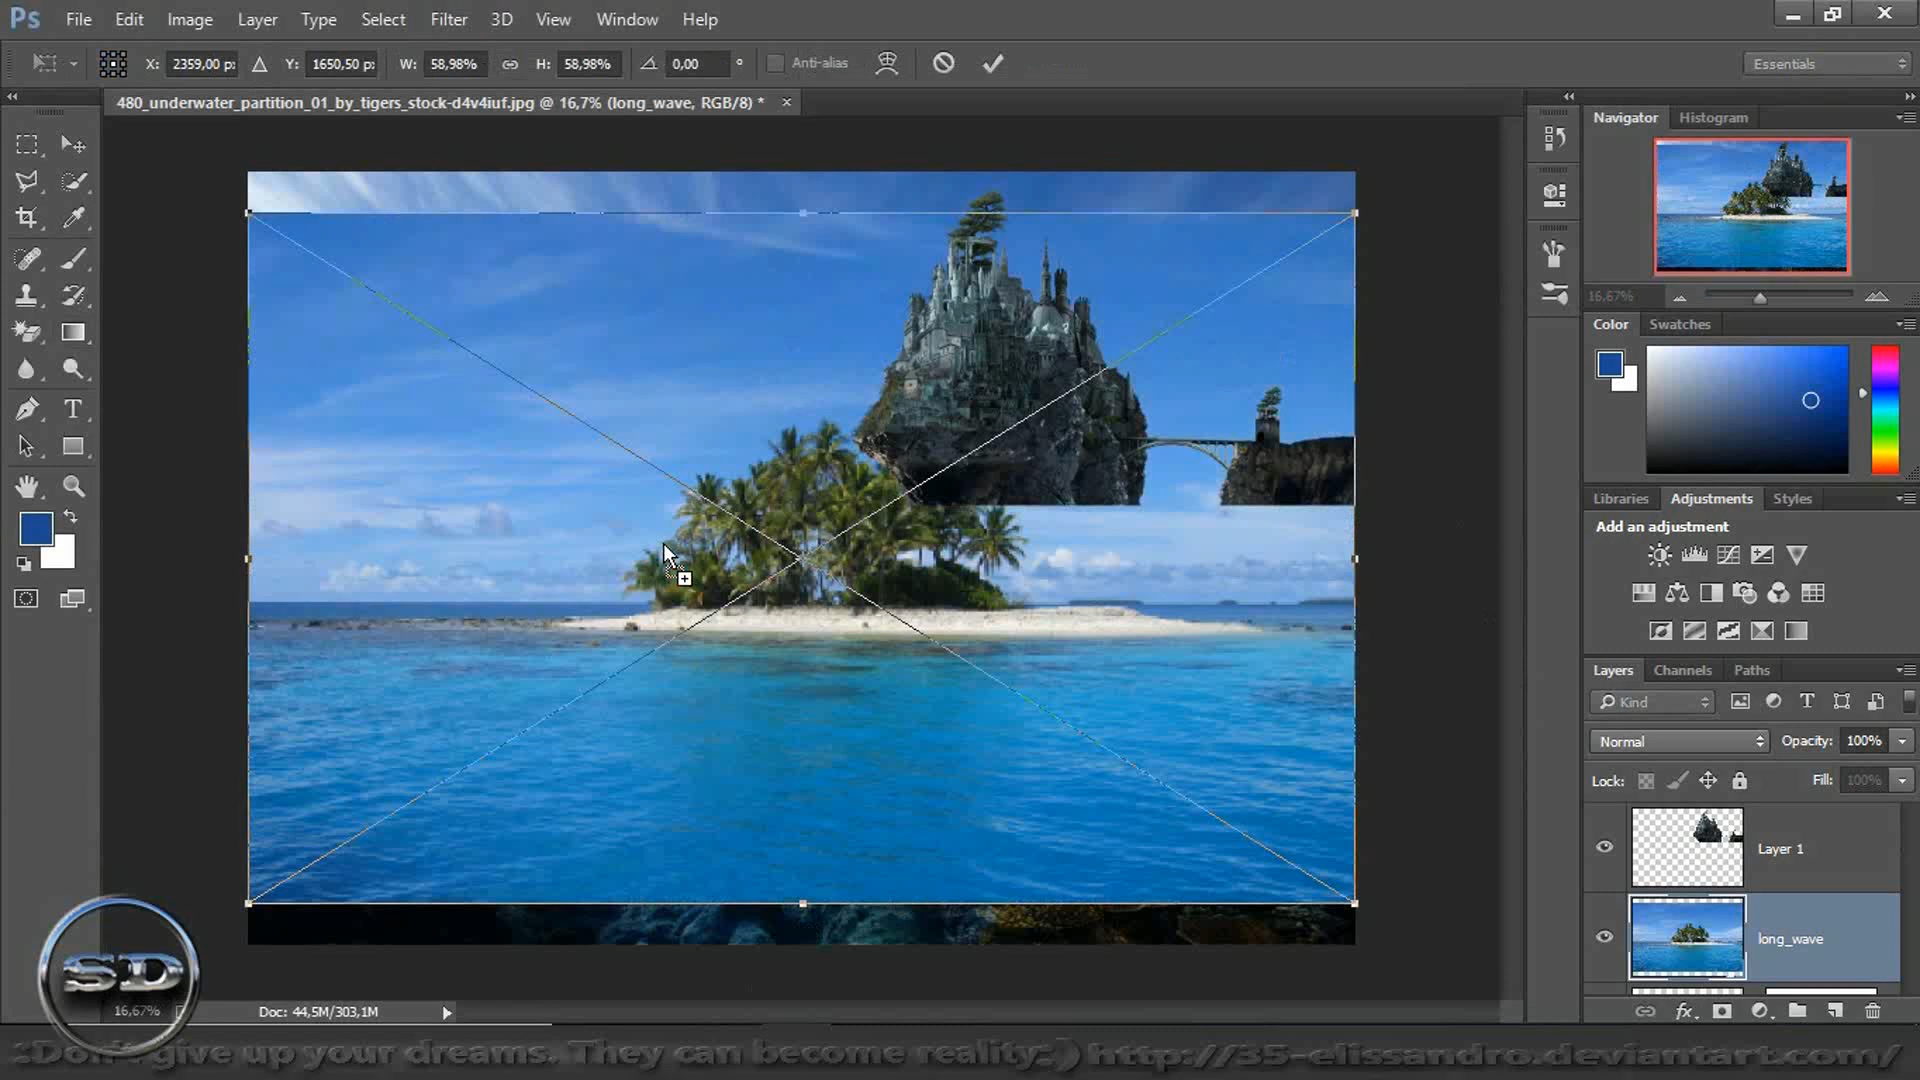 Ps File Edit Image Layer Type Select Filter 3D View Window Help
X: 2359,00 p: Y: 1650,50 p: W: 58,98% H: 58,98% 0,00 ° Anti-alias Essentials
480_underwater_partition_01_by_tigers_stock-d4v4iuf.jpg @ 16,7% (long_wave, RGB/8) *
Navigator Histogram
16,67%
Color Swatches
Libraries Adjustments Styles
Add an adjustment
Layers Channels Paths
Kind
Normal Opacity: 100%
Lock: Fill: 100%
Layer 1
long_wave
SD
16,67% Doc: 44,5M/303,1M
:Don't give up your dreams. They can become reality:) http://35-elissandro.deviantart.com/